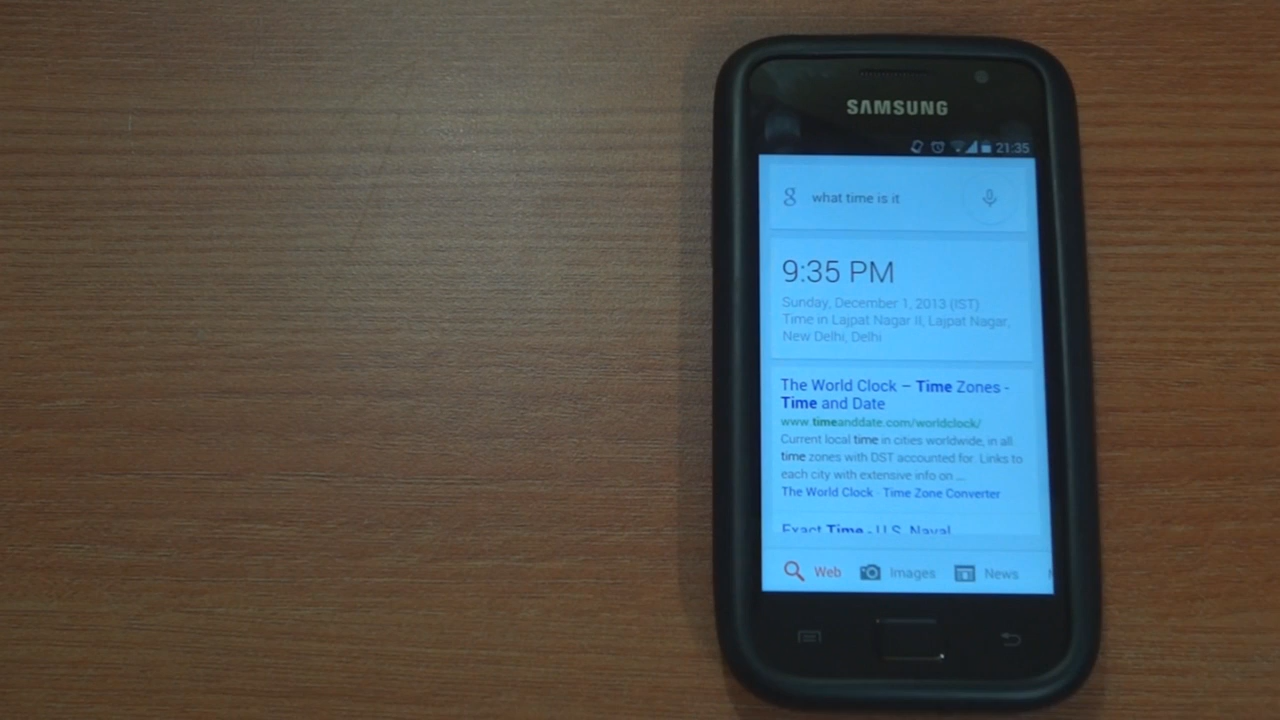 SAMSUNG
21:35
g what time is it
9:35 PM
Sunday, December 1, 2013 (IST)
Time in Lajpat Nagar II, Lajpat Nagar,
New Delhi, Delhi
The World Clock – Time Zones -
Time and Date
www.timeanddate.com/worldclock/
Current local time in cities worldwide, in all
time zones with DST accounted for. Links to
each city with extensive info on ...
The World Clock · Time Zone Converter
Exact Time - U.S. Naval
Web Images News